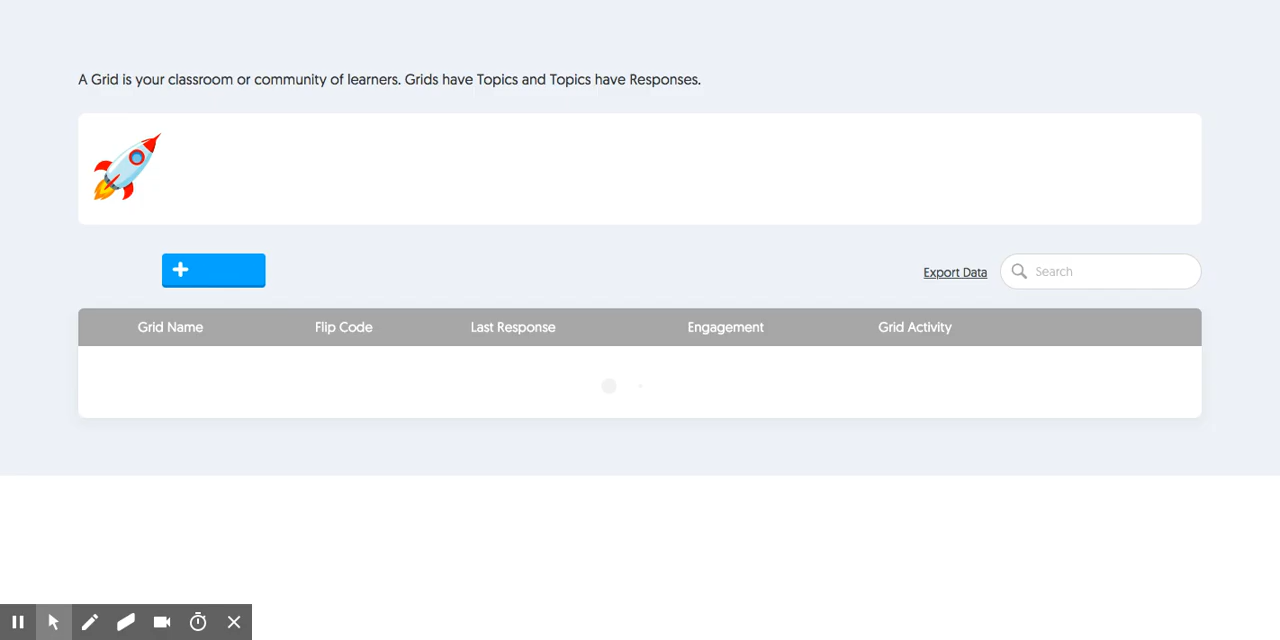 A Grid is your classroom or community of learners. Grids have Topics and Topics have Responses.
Export Data
Search
Grid Name Flip Code Last Response Engagement Grid Activity